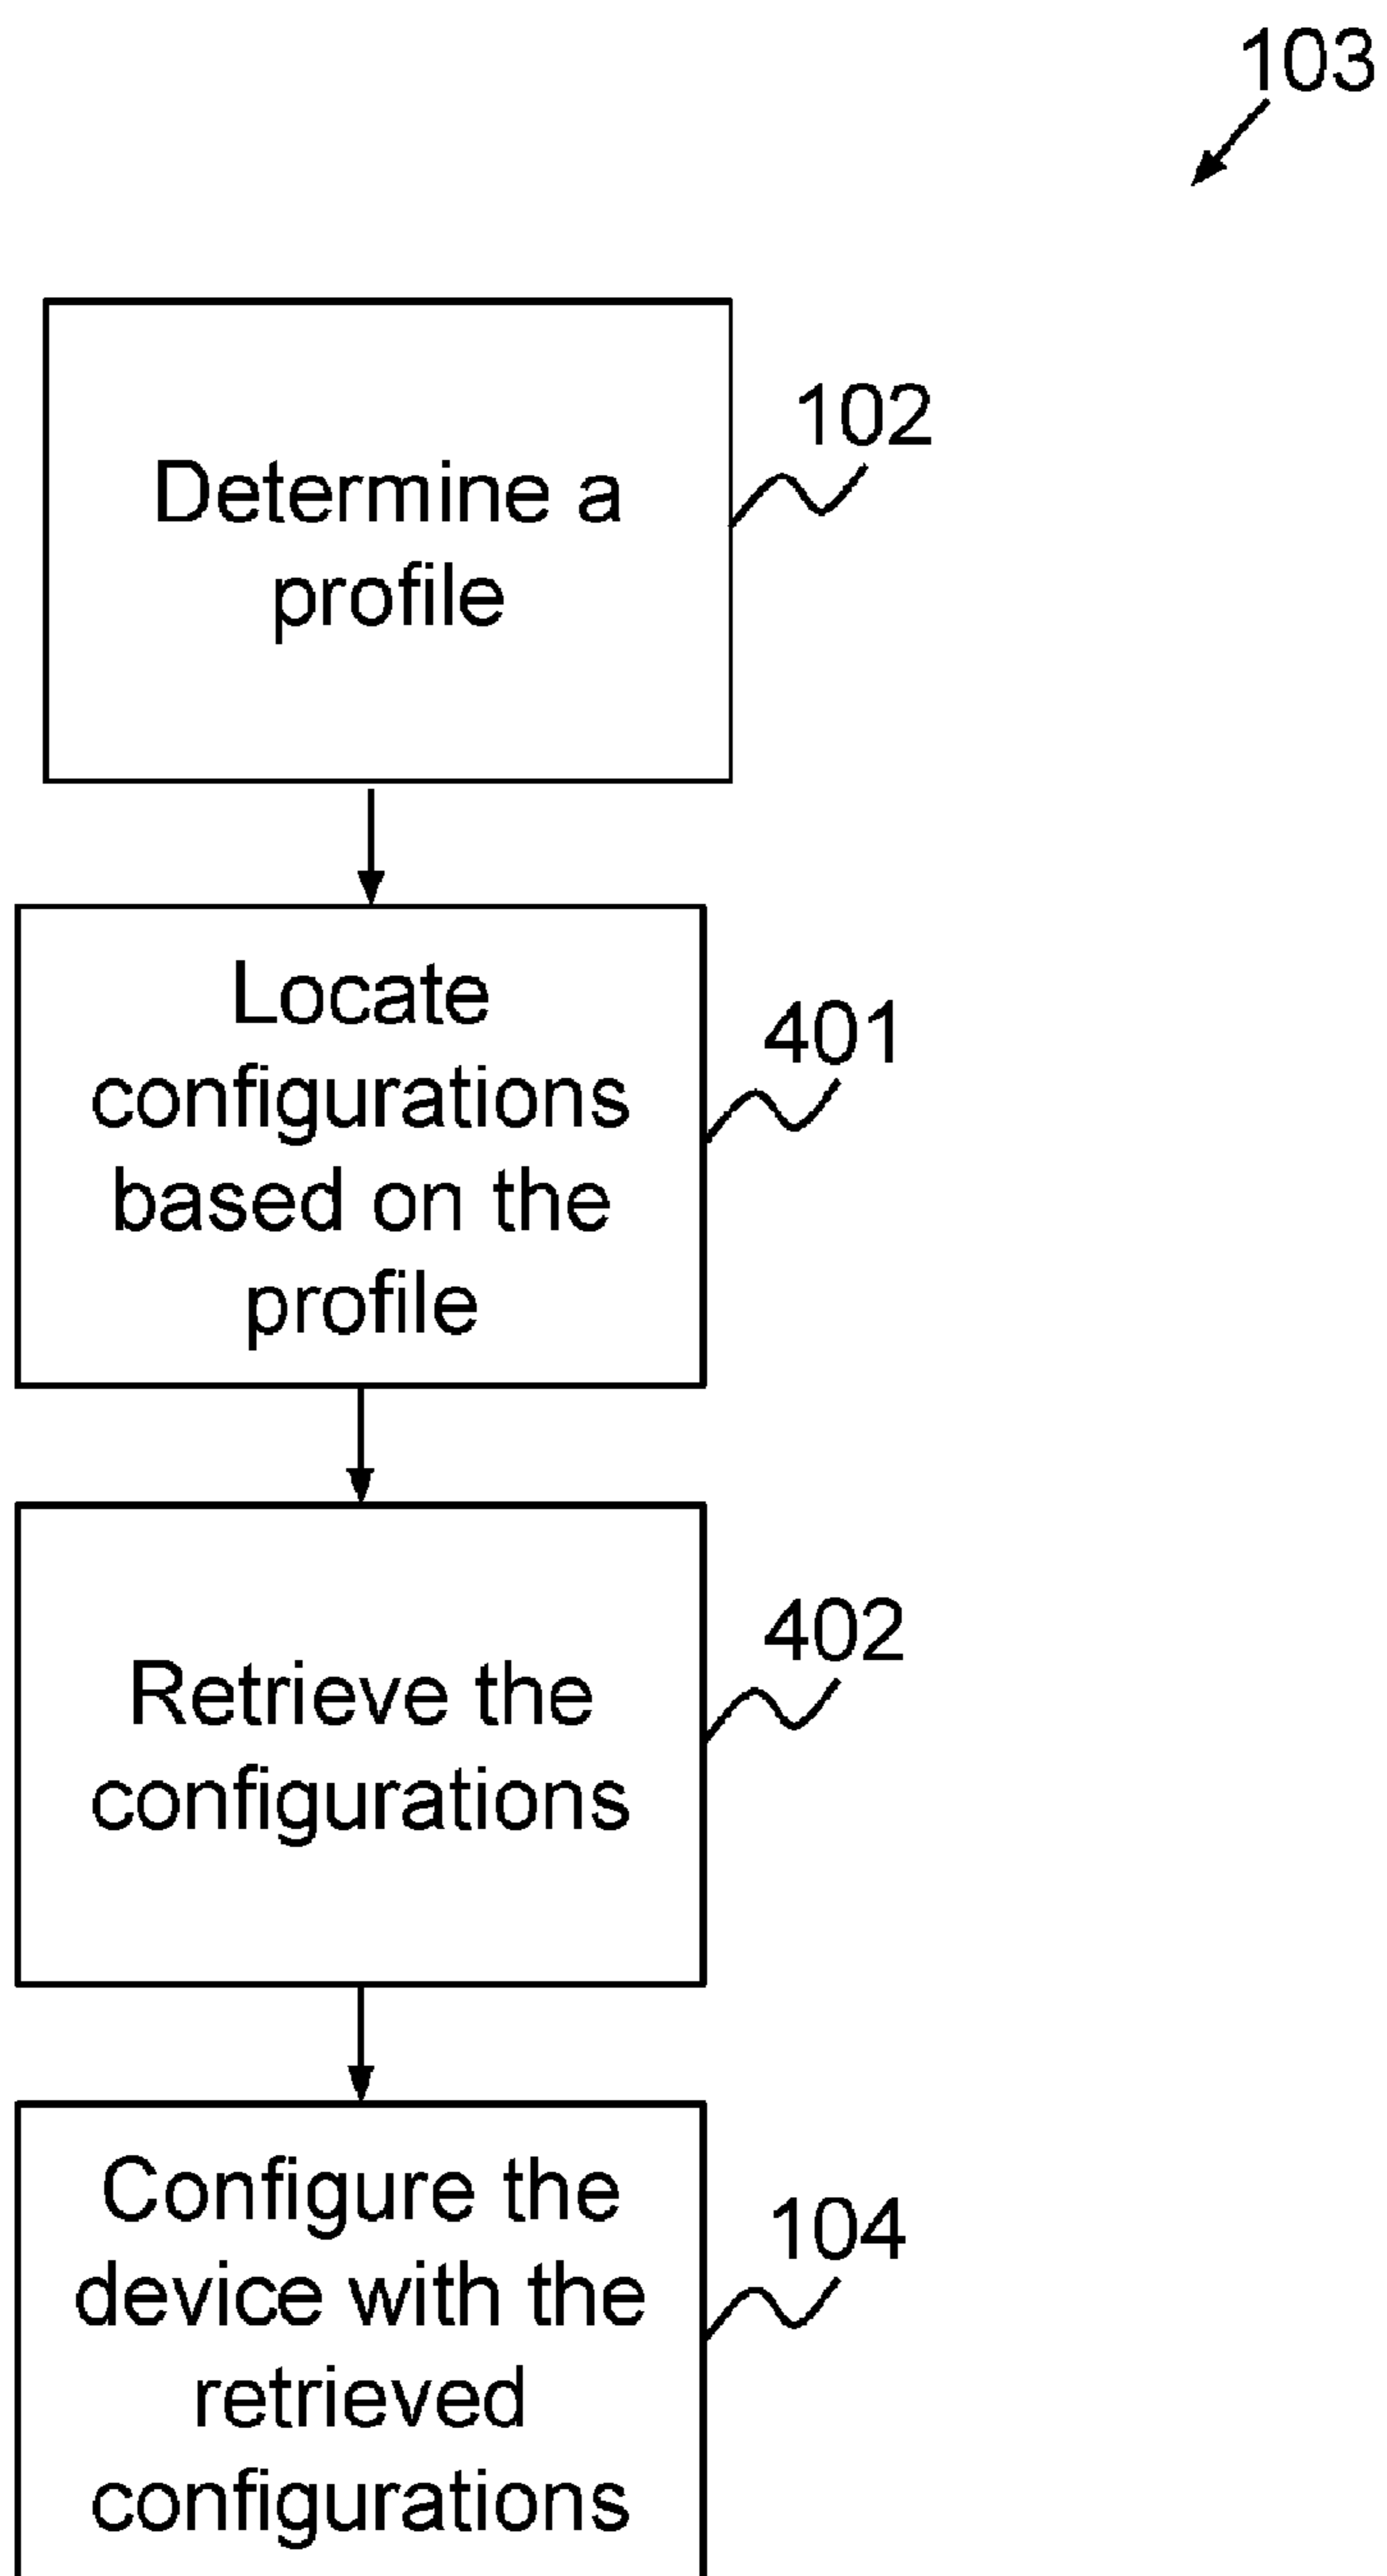 103
102
Determine a
profile
401
Locate
configurations
based on the
profile
402
Retrieve the
configurations
104
Configure the
device with the
retrieved
configurations